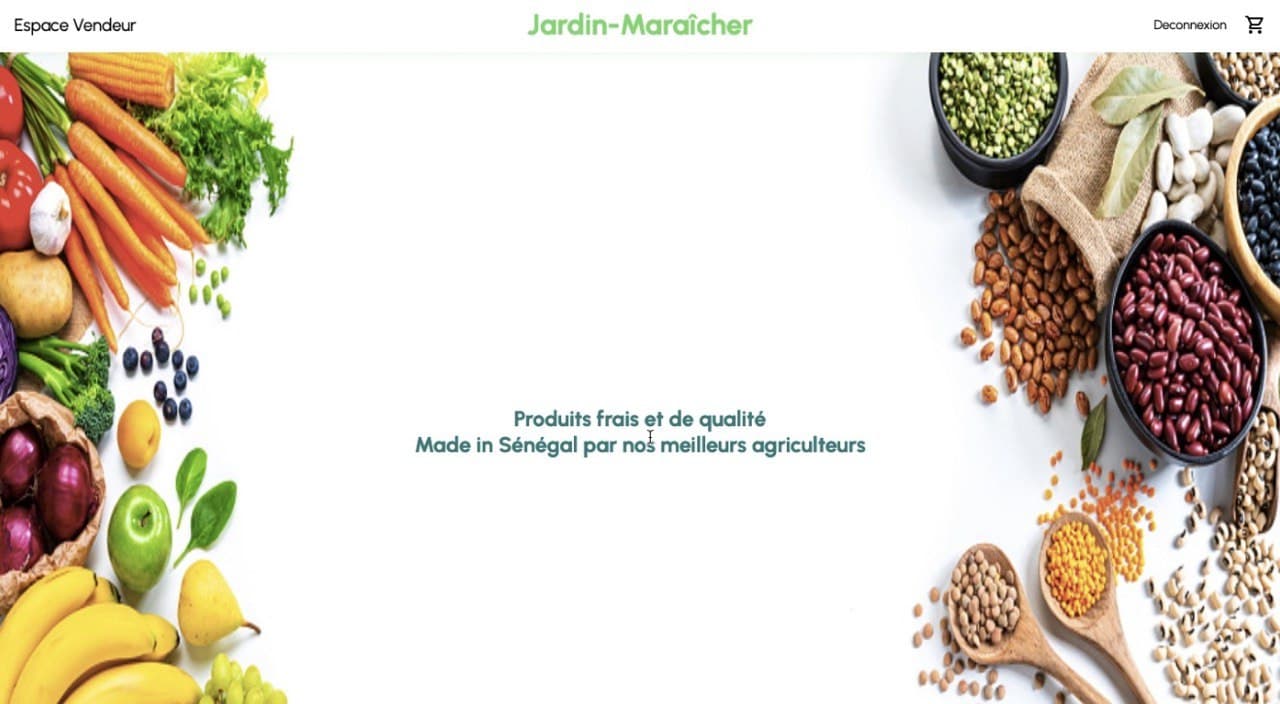 Espace Vendeur
Jardin-Maraîcher
Deconnexion
Produits frais et de qualité
Made in Sénégal par nos meilleurs agriculteurs